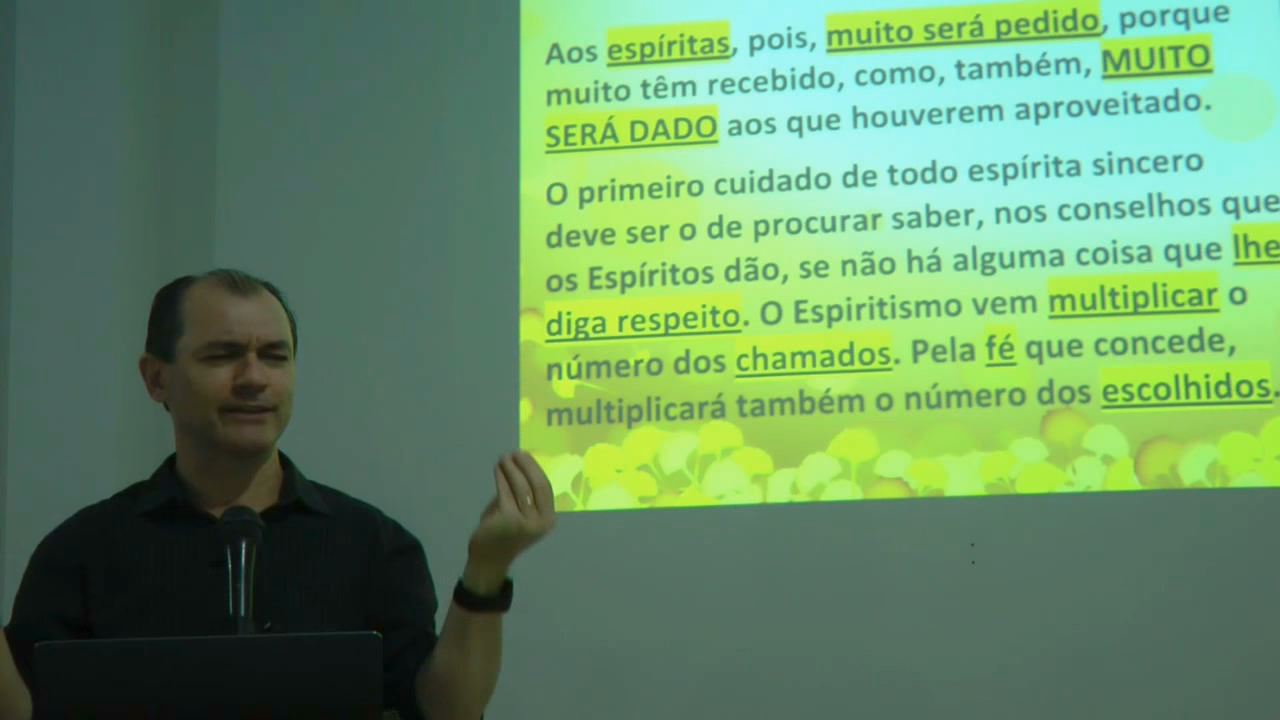 Aos espíritas, pois, muito será pedido, porque
muito têm recebido, como, também, MUITO
SERÁ DADO aos que houverem aproveitado.
O primeiro cuidado de todo espírita sincero
deve ser o de procurar saber, nos conselhos que
os Espíritos dão, se não há alguma coisa que lhe
diga respeito. O Espiritismo vem multiplicar o
número dos chamados. Pela fé que concede,
multiplicará também o número dos escolhidos.